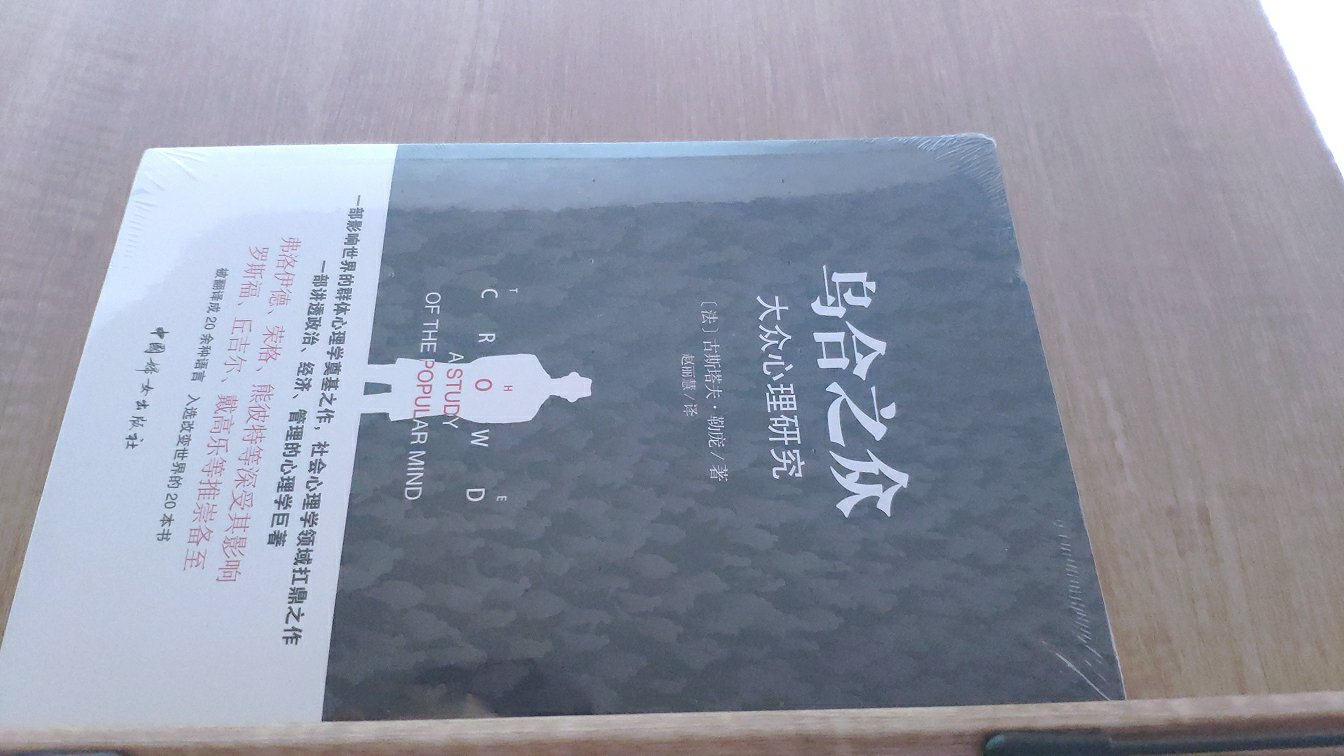 乌合之众
大众心理研究
〔法〕古斯塔夫·勒庞/著
赵丽慧/译
THE
CROWD
A STUDY
OF THE POPULAR MIND
一部影响世界的群体心理学奠基之作，社会心理学领域扛鼎之作
一部讲透政治、经济、管理的心理学巨著
弗洛伊德、荣格、熊彼特等深受其影响
罗斯福、丘吉尔、戴高乐等推崇备至
被翻译成20余种语言 入选改变世界的20本书
中国妇女出版社